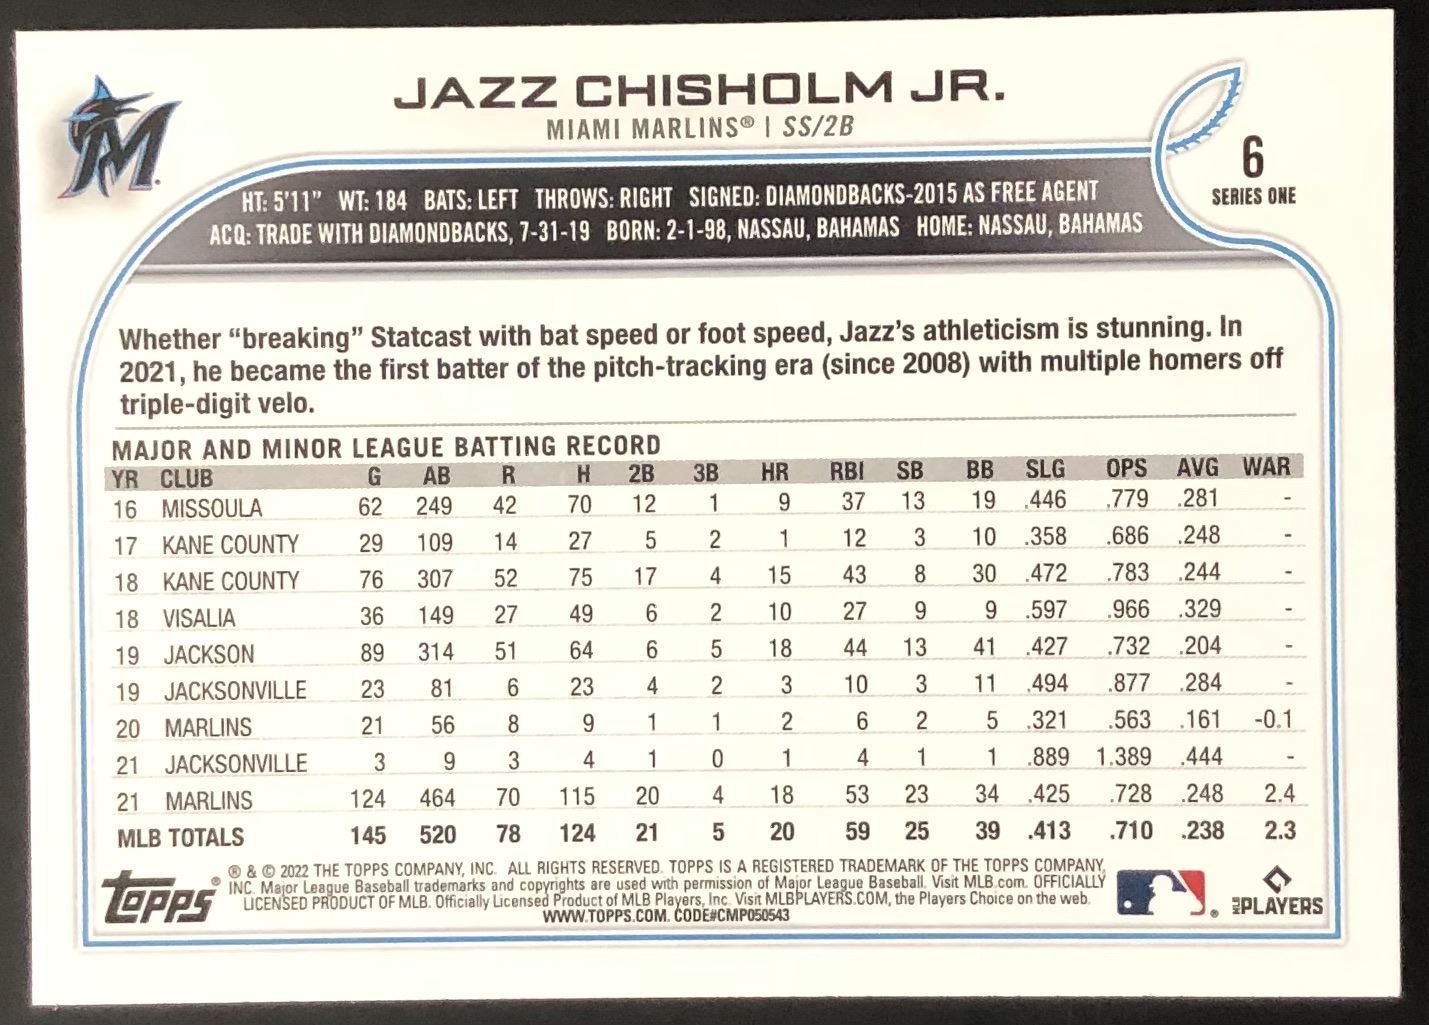 M
JAZZ CHISHOLM JR.
MIAMI MARLINS® | SS/2B
6
SERIES ONE
HT: 5'11" WT: 184 BATS: LEFT THROWS: RIGHT SIGNED: DIAMONDBACKS-2015 AS FREE AGENT
ACQ: TRADE WITH DIAMONDBACKS, 7-31-19 BORN: 2-1-98, NASSAU, BAHAMAS HOME: NASSAU, BAHAMAS
Whether “breaking” Statcast with bat speed or foot speed, Jazz’s athleticism is stunning. In
2021, he became the first batter of the pitch-tracking era (since 2008) with multiple homers off
triple-digit velo.
MAJOR AND MINOR LEAGUE BATTING RECORD
YR CLUB G AB R H 2B 3B HR RBI SB BB SLG OPS AVG WAR
16 MISSOULA 62 249 42 70 12 1 9 37 13 19 .446 .779 .281 -
17 KANE COUNTY 29 109 14 27 5 2 1 12 3 10 .358 .686 .248 -
18 KANE COUNTY 76 307 52 75 17 4 15 43 8 30 .472 .783 .244 -
18 VISALIA 36 149 27 49 6 2 10 27 9 9 .597 .966 .329 -
19 JACKSON 89 314 51 64 6 5 18 44 13 41 .427 .732 .204 -
19 JACKSONVILLE 23 81 6 23 4 2 3 10 3 11 .494 .877 .284 -
20 MARLINS 21 56 8 9 1 1 2 6 2 5 .321 .563 .161 -0.1
21 JACKSONVILLE 3 9 3 4 1 0 1 4 1 1 .889 1.389 .444 -
21 MARLINS 124 464 70 115 20 4 18 53 23 34 .425 .728 .248 2.4
MLB TOTALS 145 520 78 124 21 5 20 59 25 39 .413 .710 .238 2.3
Topps®
® & © 2022 THE TOPPS COMPANY, INC. ALL RIGHTS RESERVED. TOPPS IS A REGISTERED TRADEMARK OF THE TOPPS COMPANY,
INC. Major League Baseball trademarks and copyrights are used with permission of Major League Baseball. Visit MLB.com. OFFICIALLY
LICENSED PRODUCT OF MLB. Officially Licensed Product of MLB Players, Inc. Visit MLBPLAYERS.COM, the Players Choice on the web.
WWW.TOPPS.COM. CODE#CMP050543
MLB PLAYERS